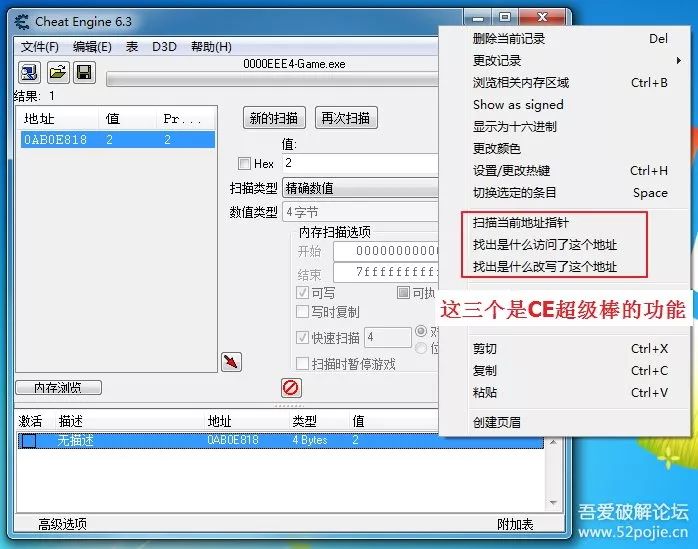 Cheat Engine 6.3
文件(F) 编辑(E) 表 D3D 帮助(H)
0000EEE4-Game.exe
结果: 1
地址 值 Pr...
0AB0E818 2 2
新的扫描 再次扫描
值:
Hex 2
扫描类型 精确数值
数值类型 4 字节
内存扫描选项
开始 0000000000
结束 7fffffffff
可写 可执
写时复制
快速扫描 4
扫描时暂停游戏
内存浏览
激活 描述 地址 类型 值
无描述 0AB0E818 4 Bytes 2
高级选项 附加表
删除当前记录 Del
更改记录
浏览相关内存区域 Ctrl+B
Show as signed
显示为十六进制
更改颜色
设置/更改热键 Ctrl+H
切换选定的条目 Space
扫描当前地址指针
找出是什么访问了这个地址
找出是什么改写了这个地址
这三个是CE超级棒的功能
剪切 Ctrl+X
复制 Ctrl+C
粘贴 Ctrl+V
创建页眉
吾爱破解论坛
www.52pojie.cn